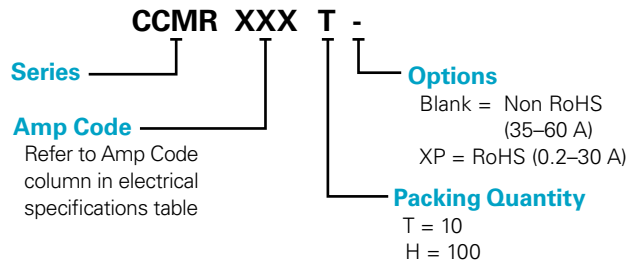 CCMR XXX T -
Series
Options
Blank = Non RoHS
(35–60 A)
XP = RoHS (0.2–30 A)
Amp Code
Refer to Amp Code
column in electrical
specifications table
Packing Quantity
T = 10
H = 100